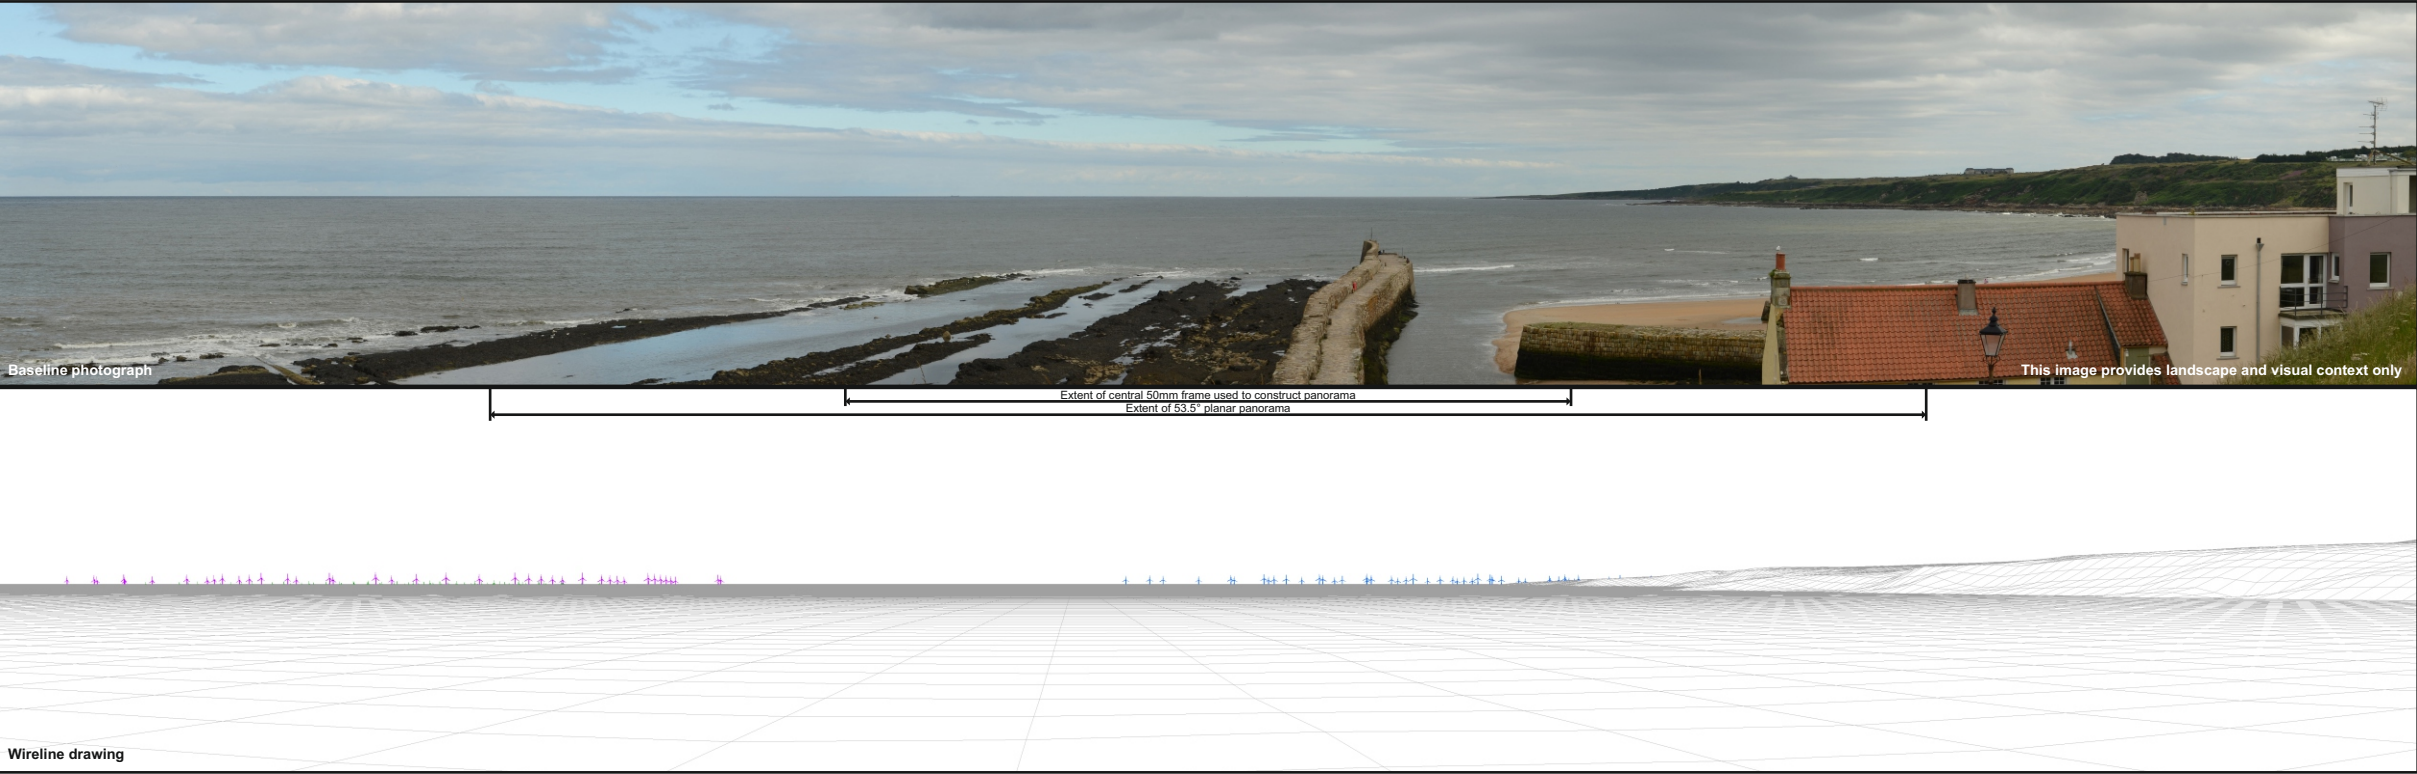 Baseline photograph
This image provides landscape and visual context only
Extent of central 50mm frame used to construct panorama
Extent of 53.5° planar panorama
Wireline drawing